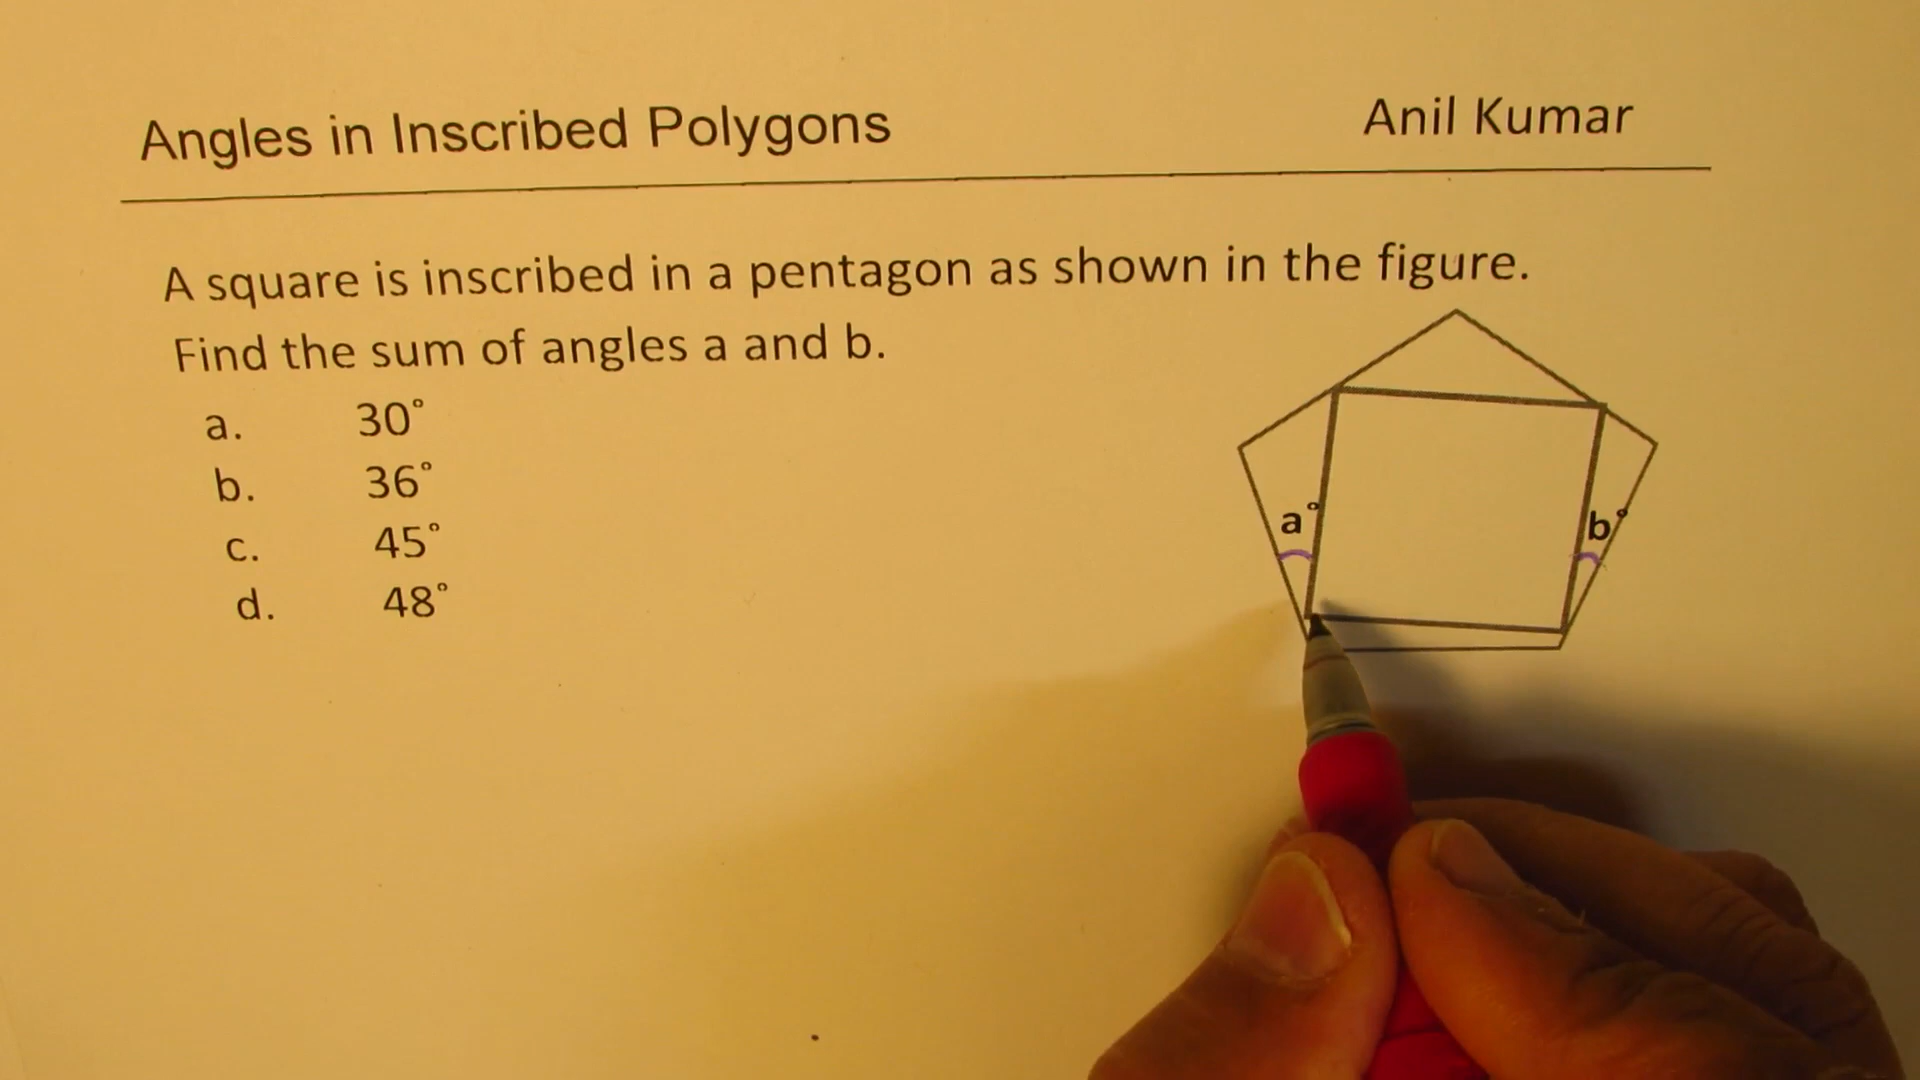 Angles in Inscribed Polygons
Anil Kumar
A square is inscribed in a pentagon as shown in the figure.
Find the sum of angles a and b.
a. 30°
b. 36°
c. 45°
d. 48°
a° b°